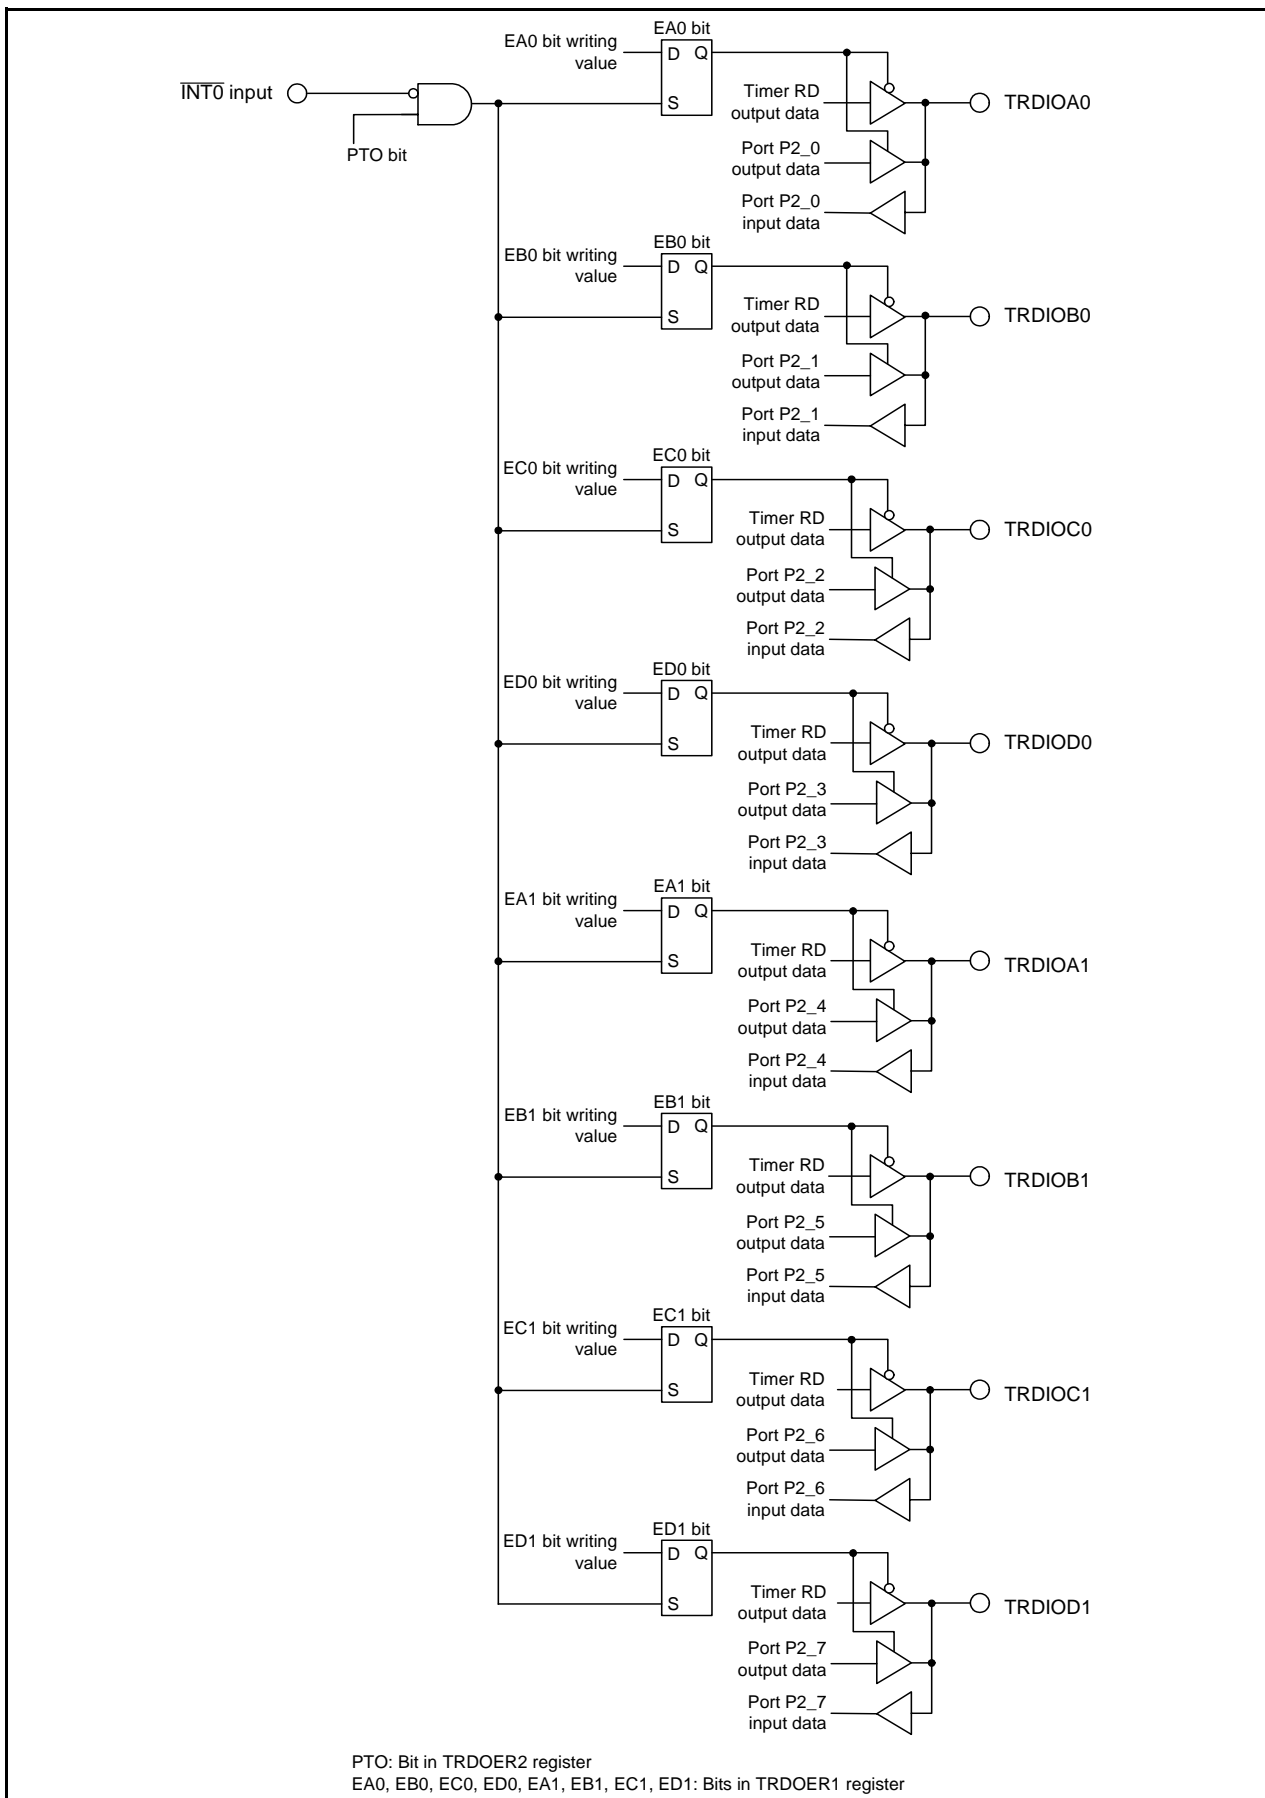 INT0 input
PTO bit
EA0 bit
EA0 bit writing
value
D Q
S
Timer RD
output data
Port P2_0
output data
Port P2_0
input data
TRDIOA0
EB0 bit
EB0 bit writing
value
D Q
S
Timer RD
output data
Port P2_1
output data
Port P2_1
input data
TRDIOB0
EC0 bit
EC0 bit writing
value
D Q
S
Timer RD
output data
Port P2_2
output data
Port P2_2
input data
TRDIOC0
ED0 bit
ED0 bit writing
value
D Q
S
Timer RD
output data
Port P2_3
output data
Port P2_3
input data
TRDIOD0
EA1 bit
EA1 bit writing
value
D Q
S
Timer RD
output data
Port P2_4
output data
Port P2_4
input data
TRDIOA1
EB1 bit
EB1 bit writing
value
D Q
S
Timer RD
output data
Port P2_5
output data
Port P2_5
input data
TRDIOB1
EC1 bit
EC1 bit writing
value
D Q
S
Timer RD
output data
Port P2_6
output data
Port P2_6
input data
TRDIOC1
ED1 bit
ED1 bit writing
value
D Q
S
Timer RD
output data
Port P2_7
output data
Port P2_7
input data
TRDIOD1
PTO: Bit in TRDOER2 register
EA0, EB0, EC0, ED0, EA1, EB1, EC1, ED1: Bits in TRDOER1 register